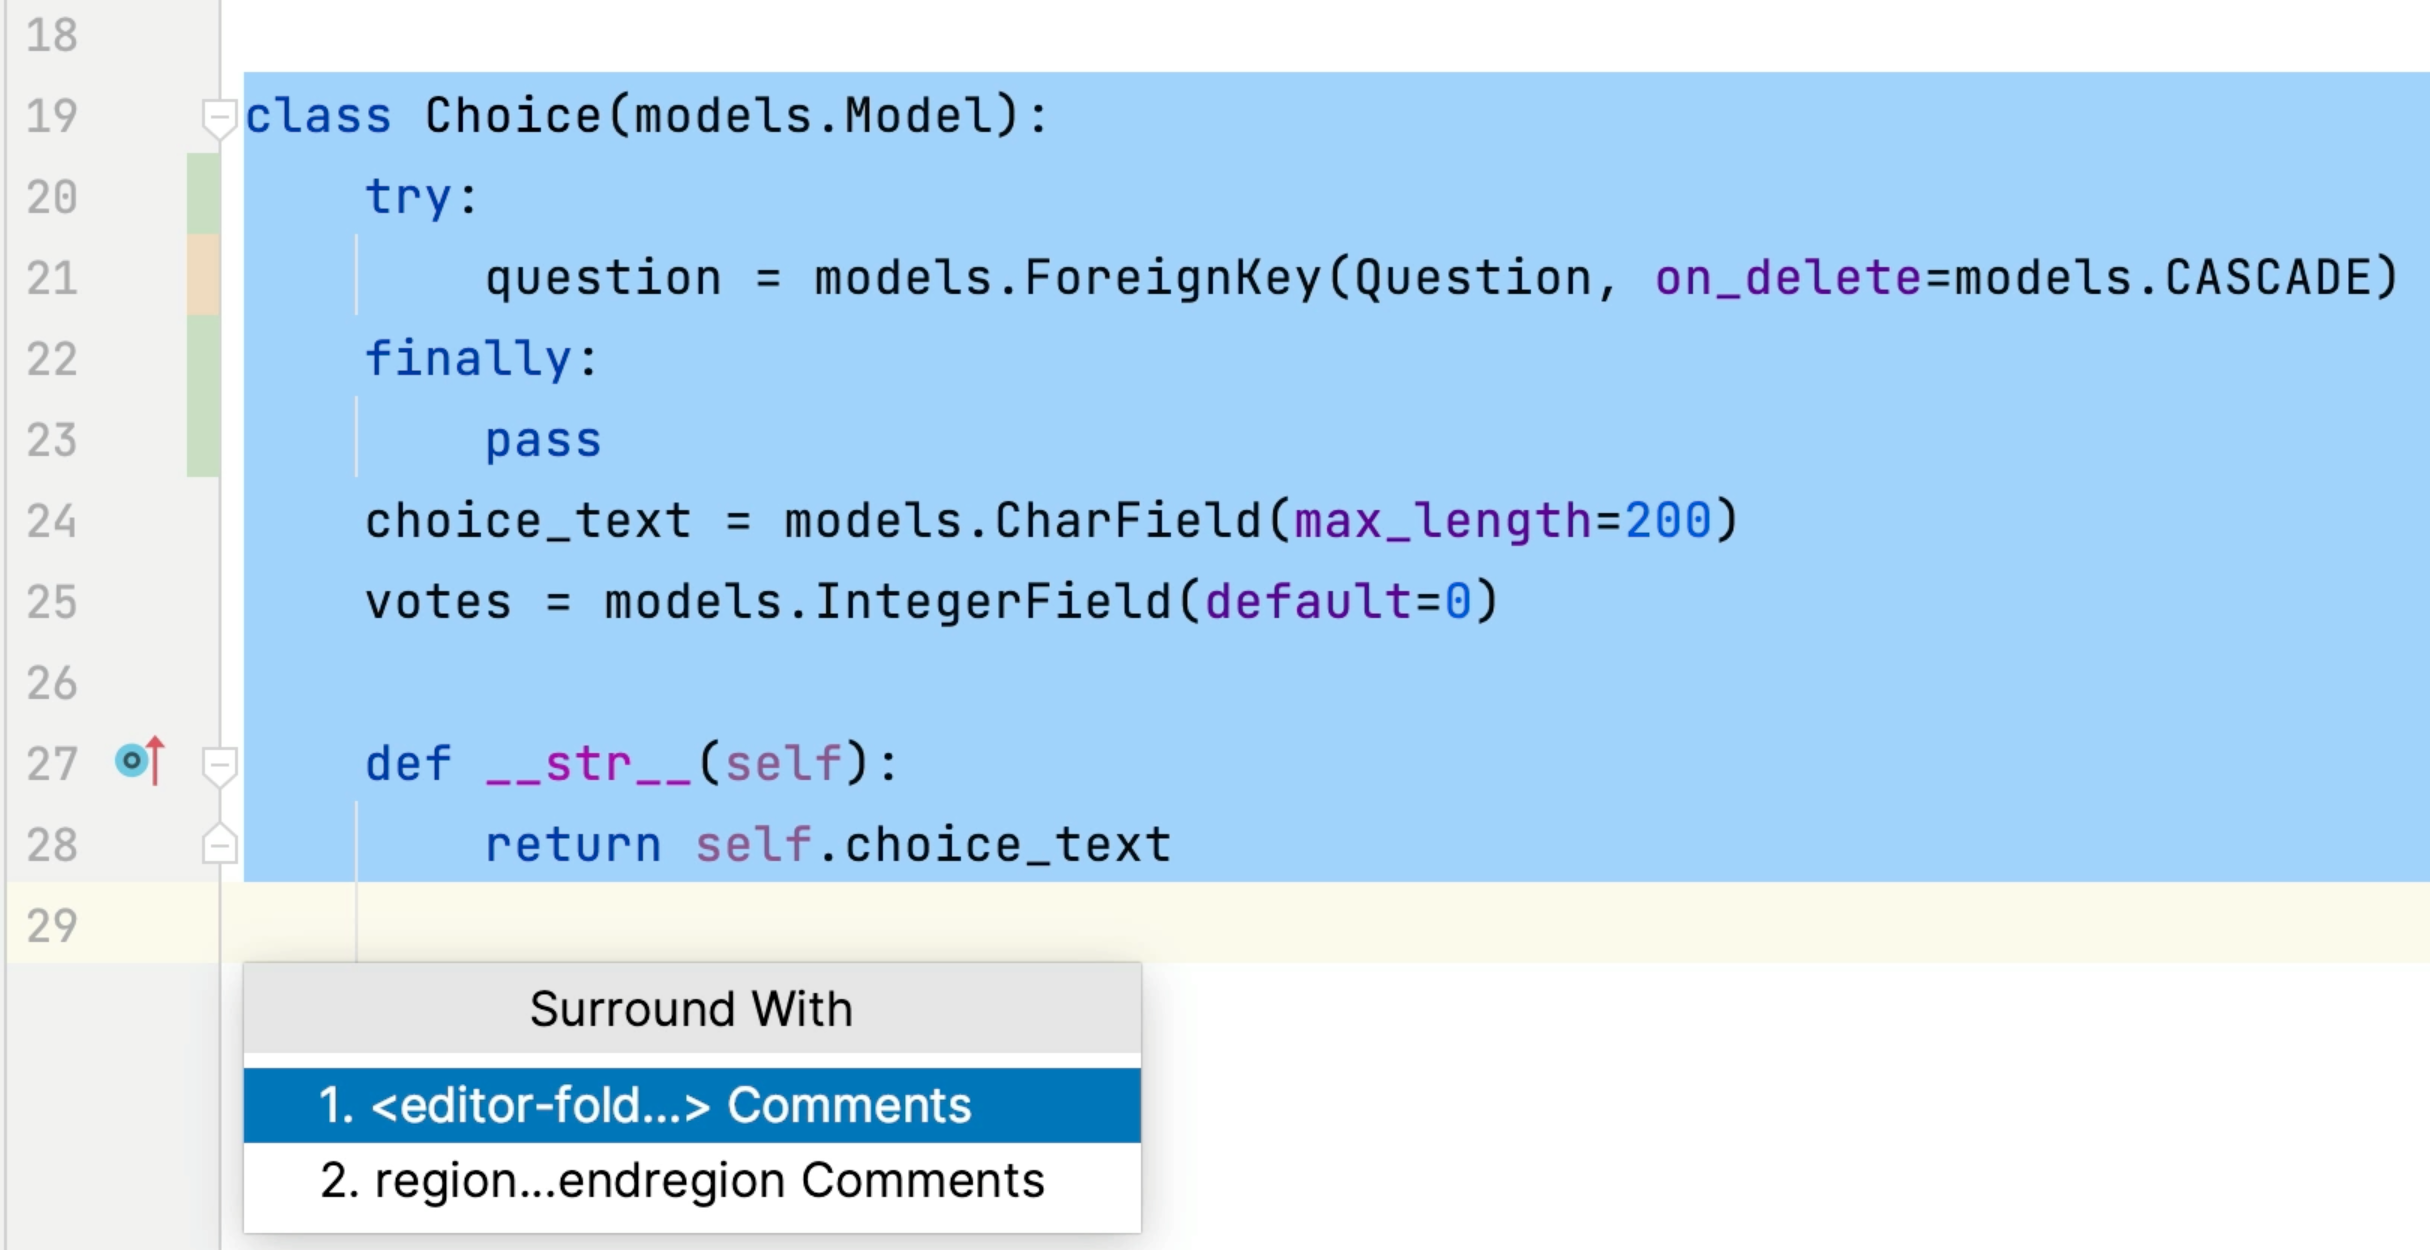 18
19 class Choice(models.Model):
20 try:
21 question = models.ForeignKey(Question, on_delete=models.CASCADE)
22 finally:
23 pass
24 choice_text = models.CharField(max_length=200)
25 votes = models.IntegerField(default=0)
26
27 def __str__(self):
28 return self.choice_text
29
Surround With
1. <editor-fold...> Comments
2. region...endregion Comments